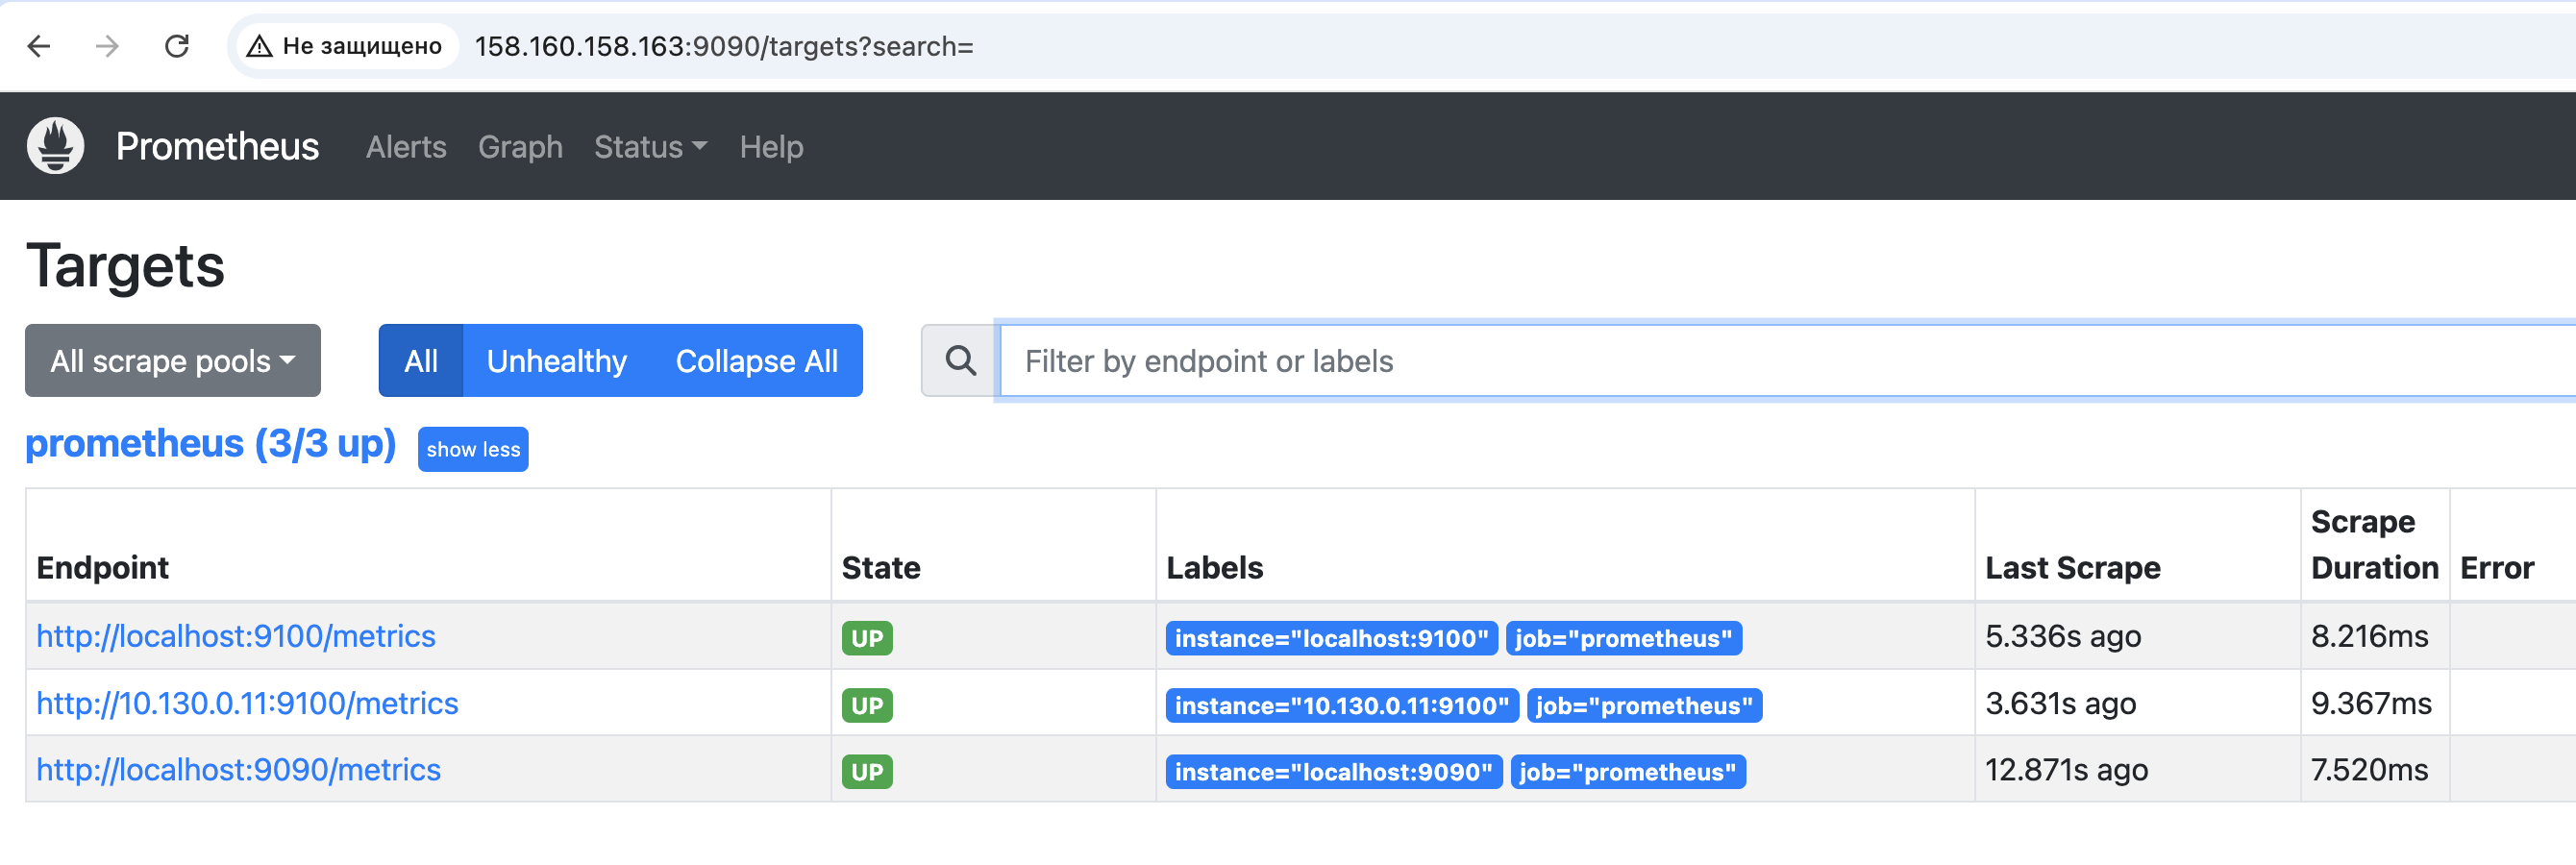 Не защищено 158.160.158.163:9090/targets?search=
Prometheus Alerts Graph Status Help
Targets
All scrape pools All Unhealthy Collapse All Filter by endpoint or labels
prometheus (3/3 up) show less
Endpoint State Labels Last Scrape Scrape Duration Error
http://localhost:9100/metrics UP instance="localhost:9100" job="prometheus" 5.336s ago 8.216ms
http://10.130.0.11:9100/metrics UP instance="10.130.0.11:9100" job="prometheus" 3.631s ago 9.367ms
http://localhost:9090/metrics UP instance="localhost:9090" job="prometheus" 12.871s ago 7.520ms